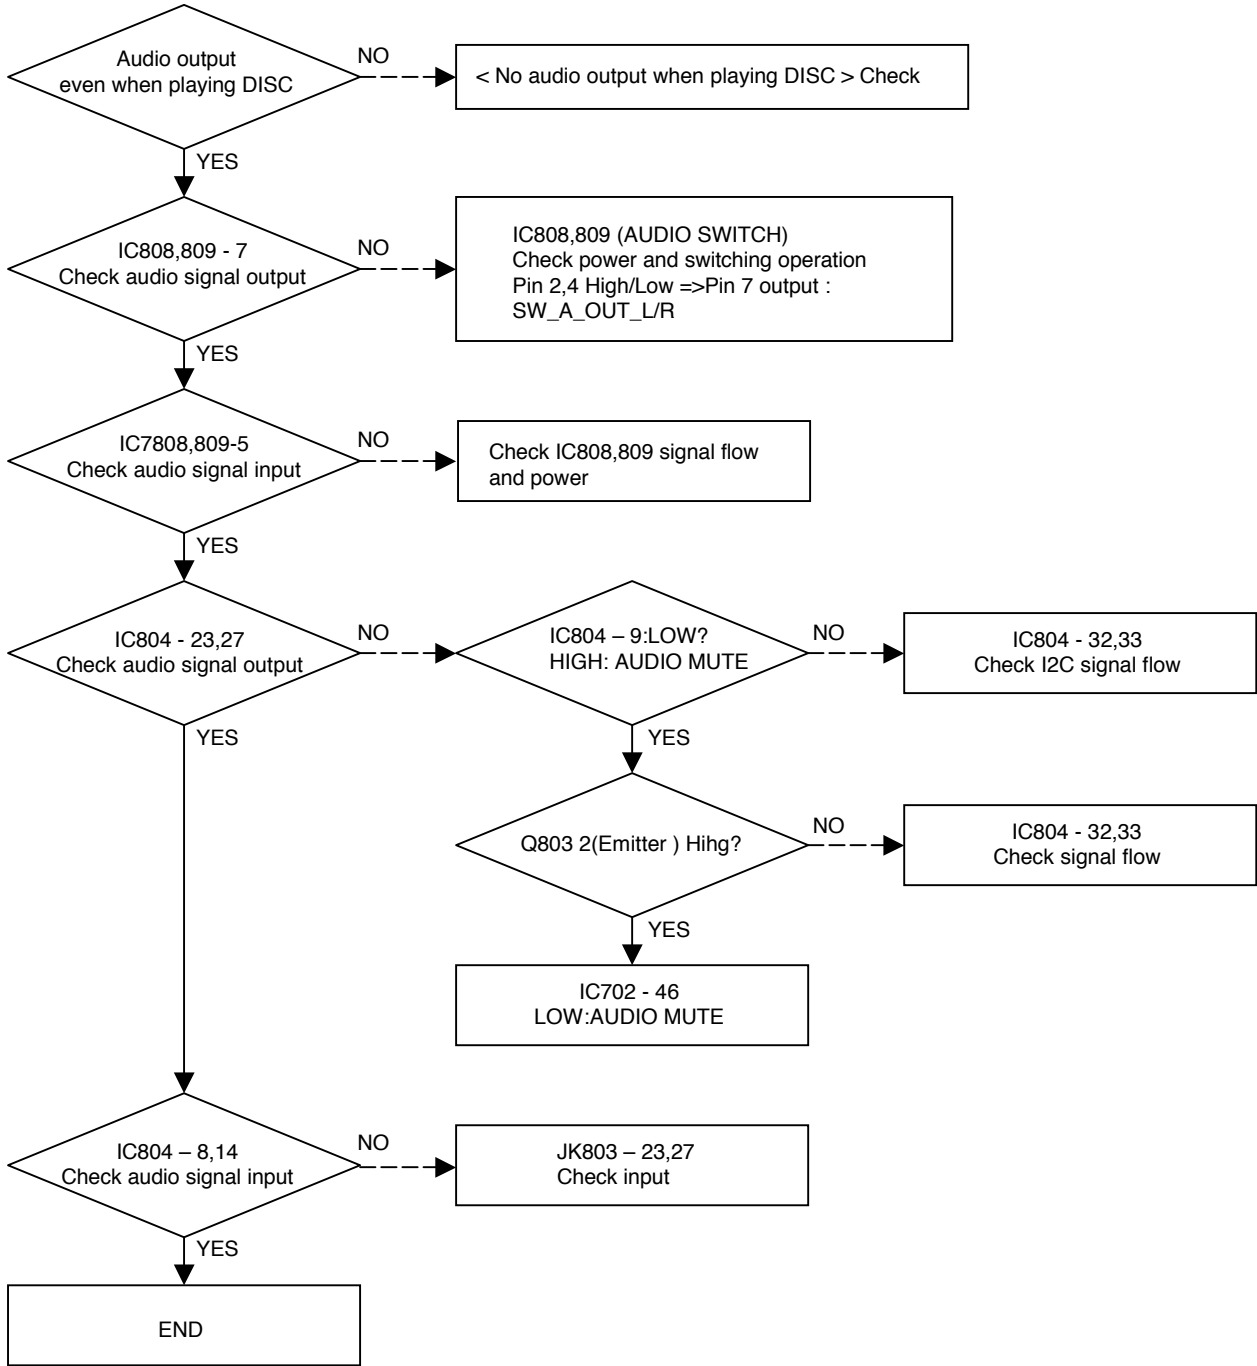 Audio output
even when playing DISC
NO
< No audio output when playing DISC > Check
YES
IC808,809 - 7
Check audio signal output
NO
IC808,809 (AUDIO SWITCH)
Check power and switching operation
Pin 2,4 High/Low =>Pin 7 output :
SW_A_OUT_L/R
YES
IC7808,809-5
Check audio signal input
NO
Check IC808,809 signal flow
and power
YES
IC804 - 23,27
Check audio signal output
NO
IC804 – 9:LOW?
HIGH: AUDIO MUTE
NO
IC804 - 32,33
Check I2C signal flow
YES
YES
Q803 2(Emitter ) Hihg?
NO
IC804 - 32,33
Check signal flow
YES
IC702 - 46
LOW:AUDIO MUTE
IC804 – 8,14
Check audio signal input
NO
JK803 – 23,27
Check input
YES
END